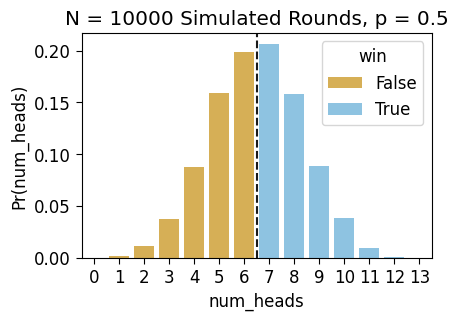 N = 10000 Simulated Rounds, p = 0.5
win
False
True
Pr(num_heads)
0.20
0.15
0.10
0.05
0.00
0 1 2 3 4 5 6 7 8 9 10 11 12 13
num_heads